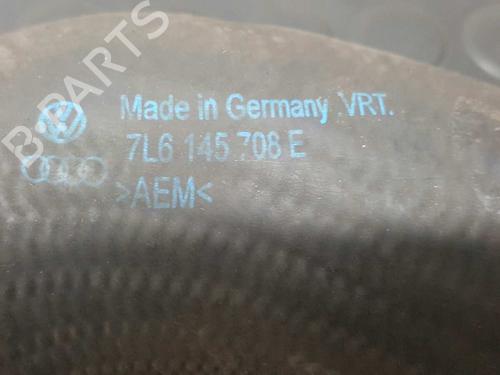 B-PARTS
Made in Germany VRT.
7L6 145 708 E
>AEM<